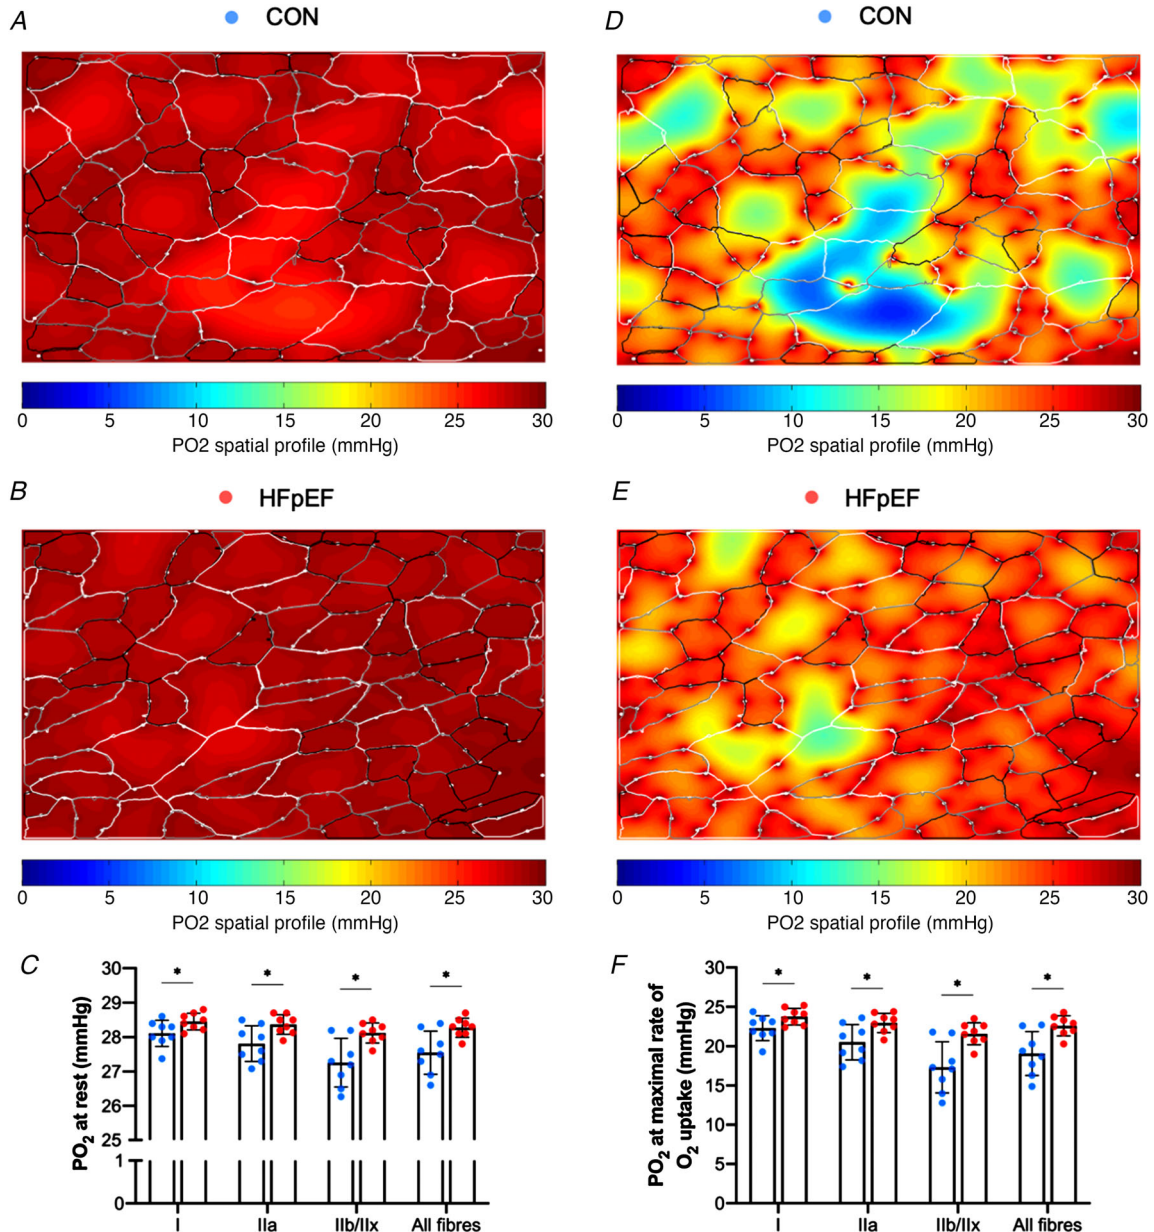 A
CON
D
CON
0 5 10 15 20 25 30
PO2 spatial profile (mmHg)
0 5 10 15 20 25 30
PO2 spatial profile (mmHg)
B
HFpEF
E
HFpEF
0 5 10 15 20 25 30
PO2 spatial profile (mmHg)
0 5 10 15 20 25 30
PO2 spatial profile (mmHg)
C
PO₂ at rest (mmHg)
30
29
28
27
26
25
1
0
* * * *
I IIa IIb/IIx All fibres
F
PO₂ at maximal rate of
O₂ uptake (mmHg)
30
25
20
15
10
5
0
* * * *
I IIa IIb/IIx All fibres